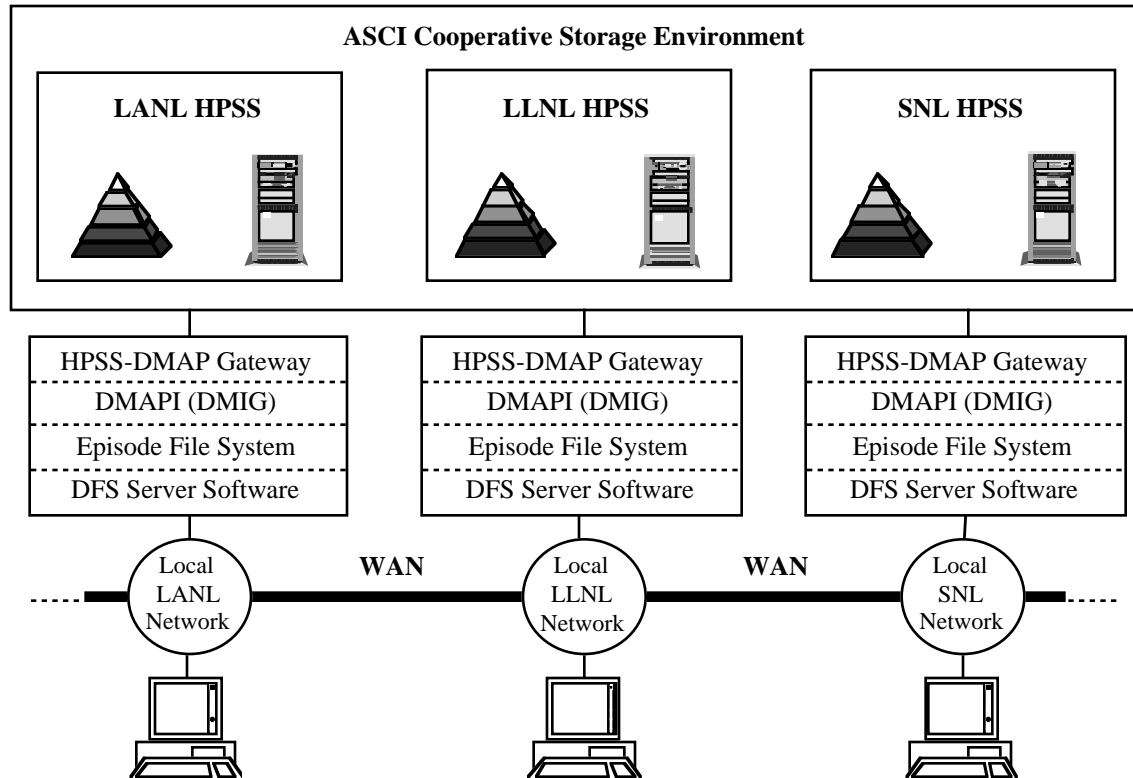 ASCI Cooperative Storage Environment
LANL HPSS
LLNL HPSS
SNL HPSS
HPSS-DMAP Gateway
DMAPI (DMIG)
Episode File System
DFS Server Software
HPSS-DMAP Gateway
DMAPI (DMIG)
Episode File System
DFS Server Software
HPSS-DMAP Gateway
DMAPI (DMIG)
Episode File System
DFS Server Software
Local
LANL
Network
WAN
Local
LLNL
Network
WAN
Local
SNL
Network